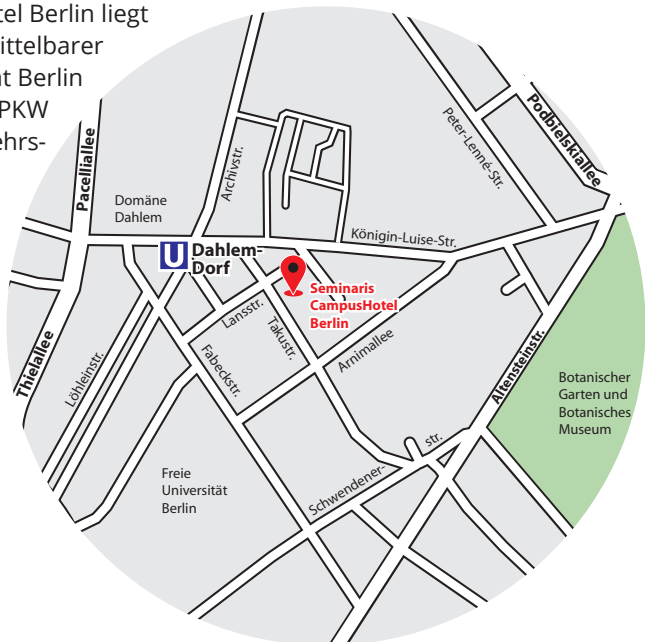 tel Berlin liegt
ittelbarer
t Berlin
PKW
ehrs-
Podbielskiallee
Peter-Lenné-Str.
Pacelliallee
Archivstr.
Domäne
Dahlem
Königin-Luise-Str.
U Dahlem-
Dorf
Seminaris
CampusHotel
Berlin
Lansstr.
Takustr.
Arnimallee
Altensteinstr.
Thielallee
Löhleinstr.
Fabeckstr.
Botanischer
Garten und
Botanisches
Museum
Schwendener-
str.
Freie
Universität
Berlin